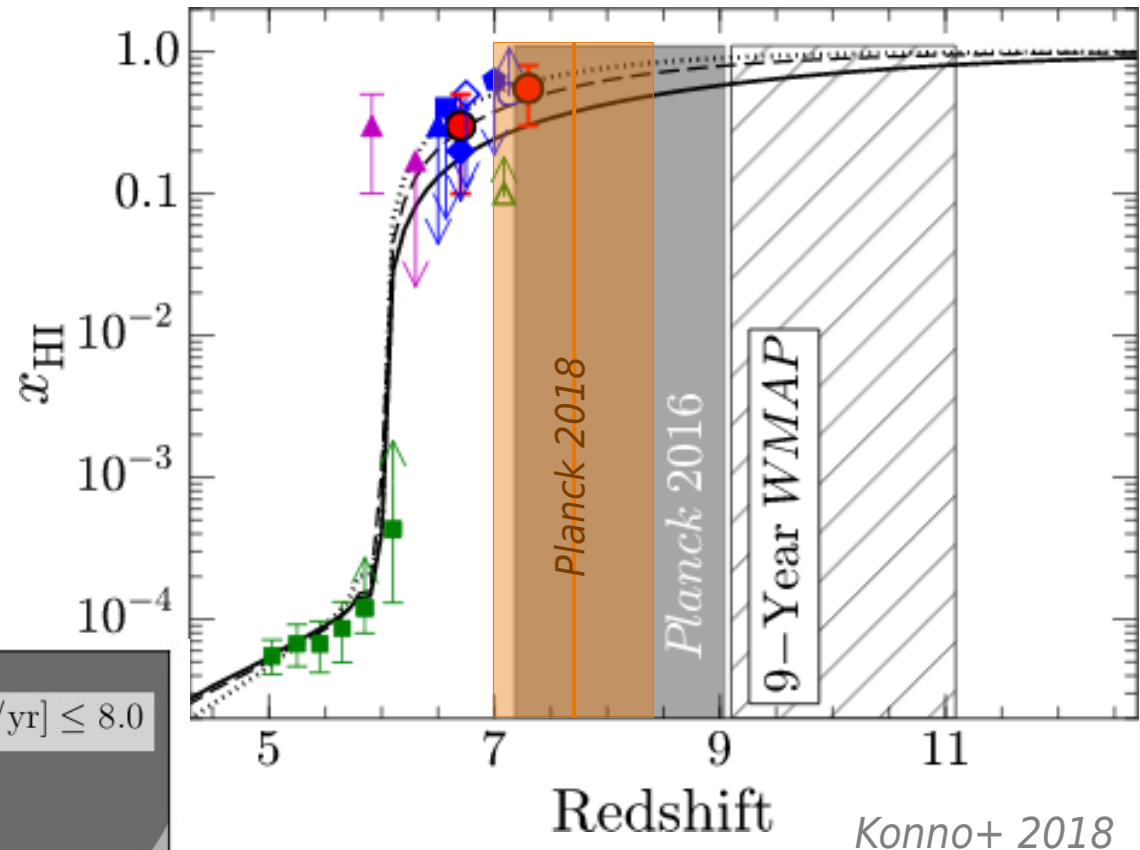 1.0
0.1
10−2
10−3
10−4
xHI
Planck 2018
Planck 2016
9−Year WMAP
/yr] ≤ 8.0
5 7 9 11
Redshift
Konno+ 2018